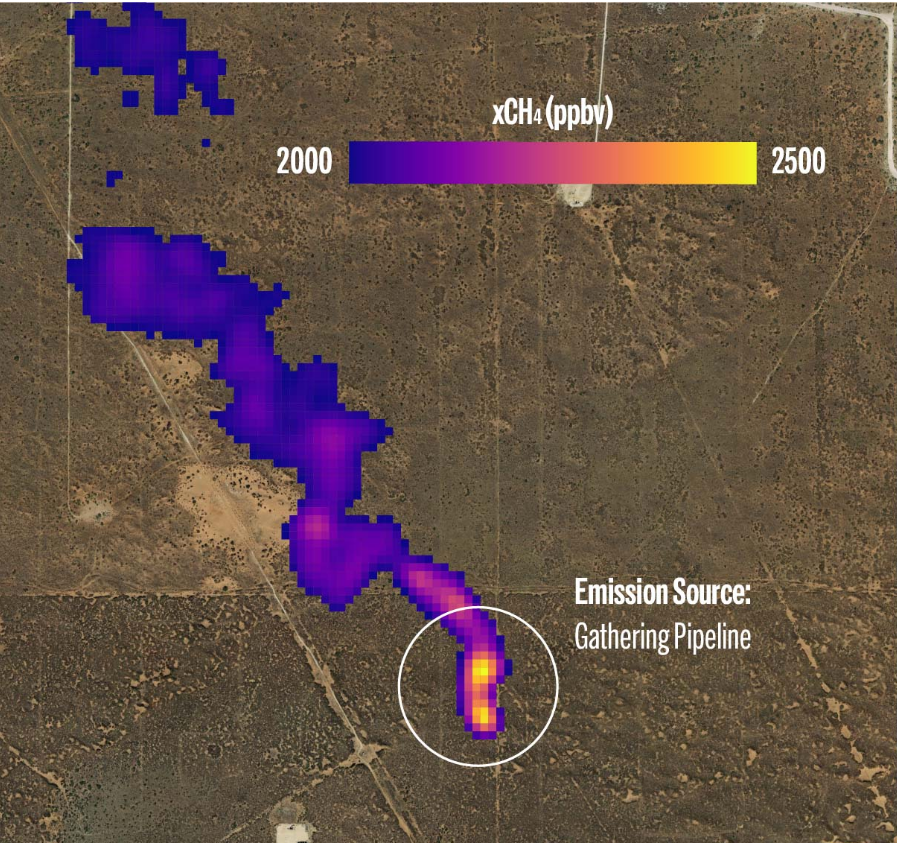 xCH₄ (ppbv)
2000 2500
Emission Source:
Gathering Pipeline